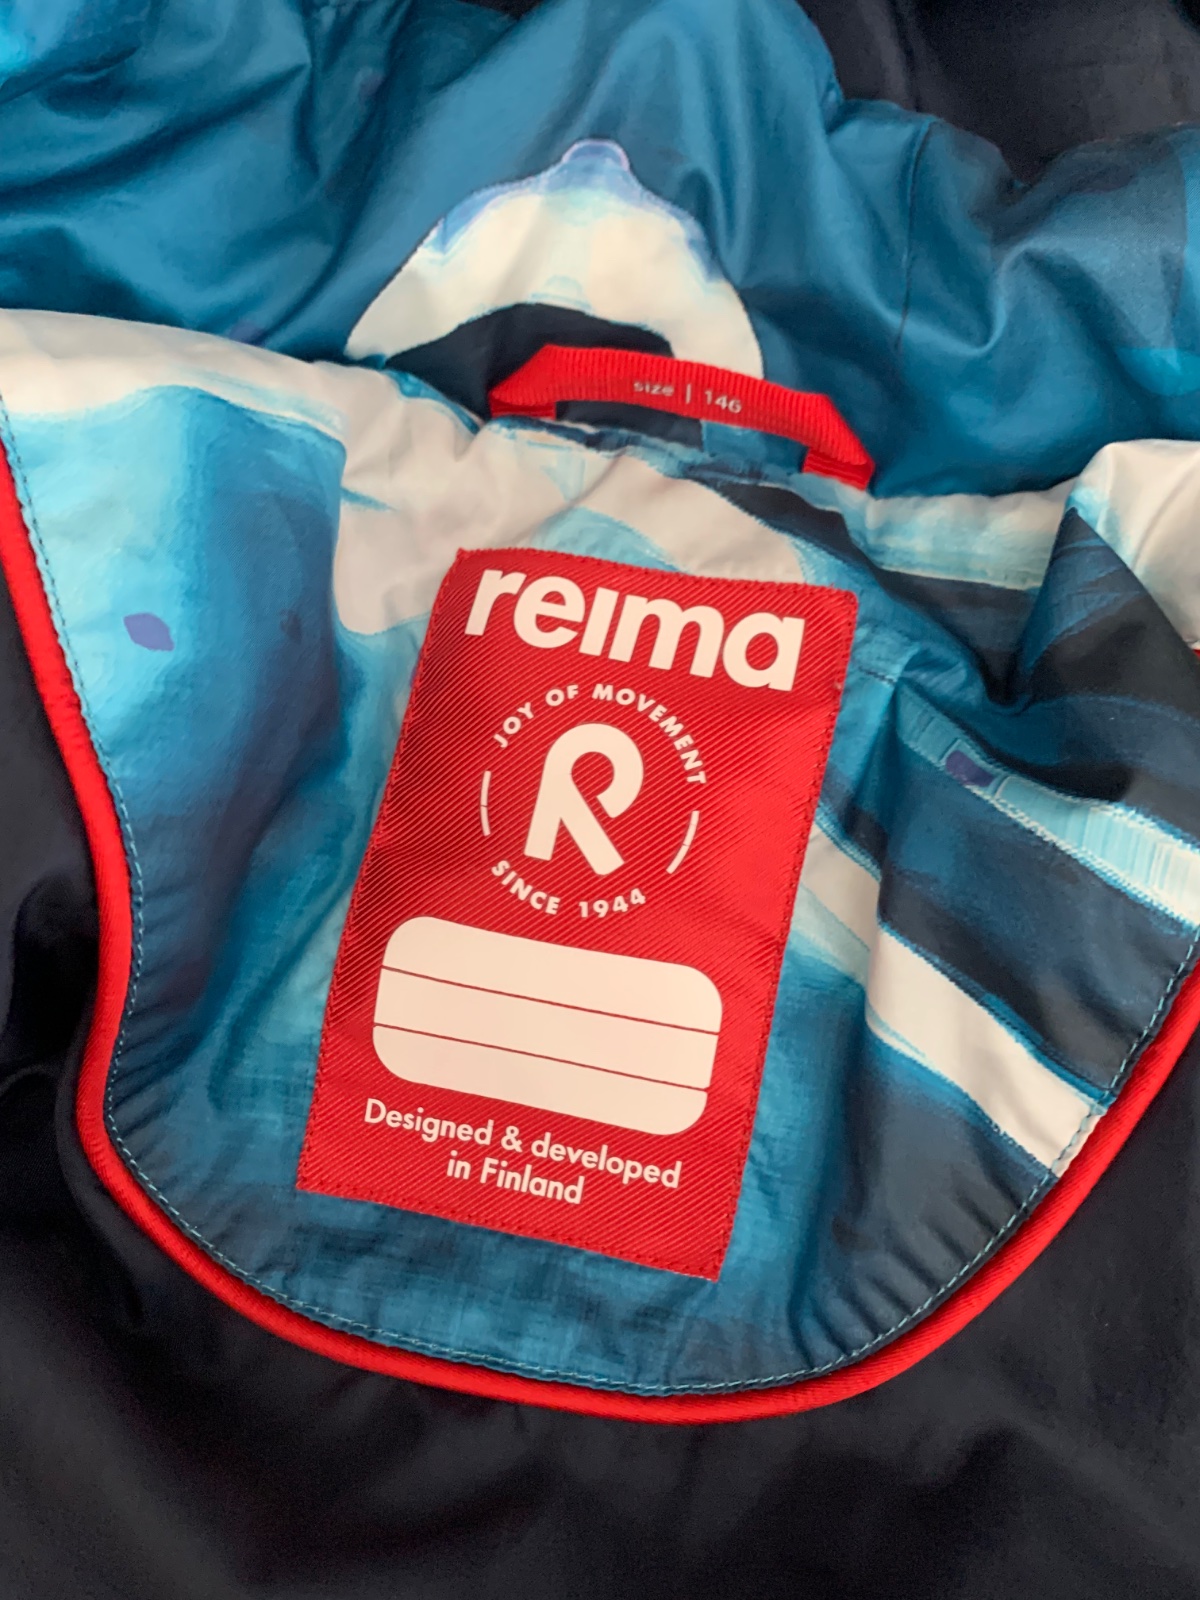 size | 146
reima
JOY OF MOVEMENT
R
SINCE 1944
Designed & developed
in Finland